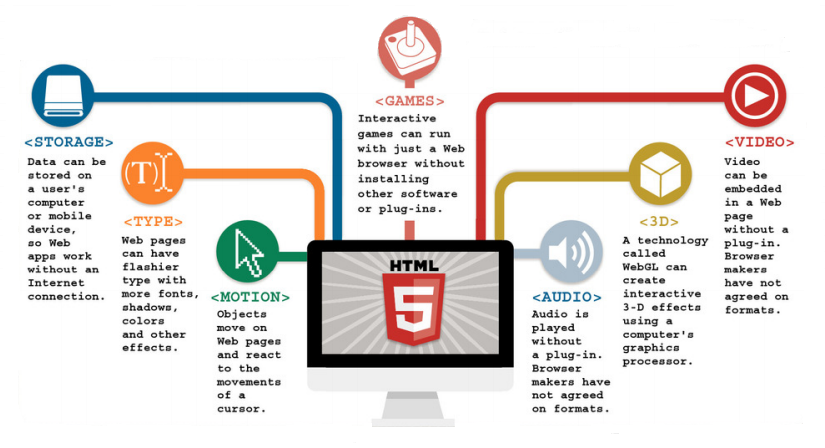 <GAMES>
Interactive
games can run
with just a Web
browser without
installing
other software
or plug-ins.
<STORAGE>
Data can be
stored on
a user's
computer
or mobile
device,
so Web
apps work
without an
Internet
connection.
(T)
<TYPE>
Web pages
can have
flashier
type with
more fonts,
shadows,
colors
and other
effects.
<MOTION>
Objects
move on
Web pages
and react
to the
movements
of a
cursor.
HTML
5
<AUDIO>
Audio is
played
without
a plug-in.
Browser
makers have
not agreed
on formats.
<3D>
A technology
called
WebGL can
create
interactive
3-D effects
using a
computer's
graphics
processor.
<VIDEO>
Video
can be
embedded
in a Web
page
without a
plug-in.
Browser
makers
have not
agreed on
formats.